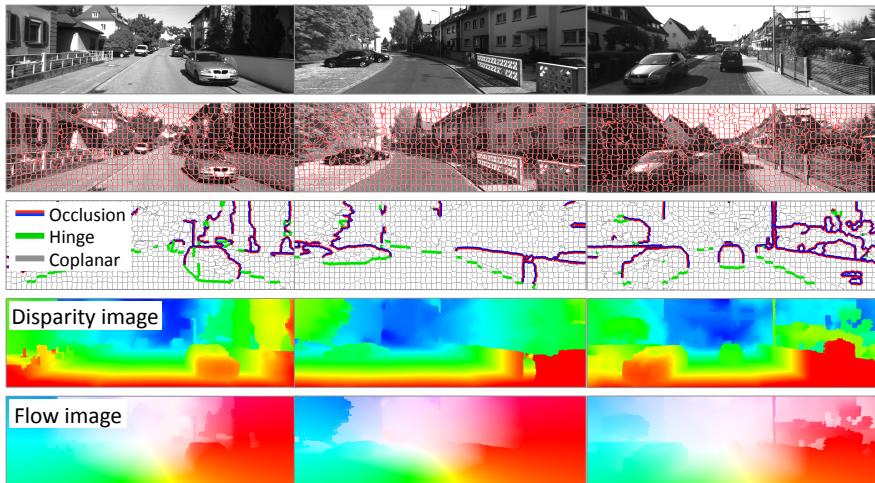 Occlusion
Hinge
Coplanar
Disparity image
Flow image